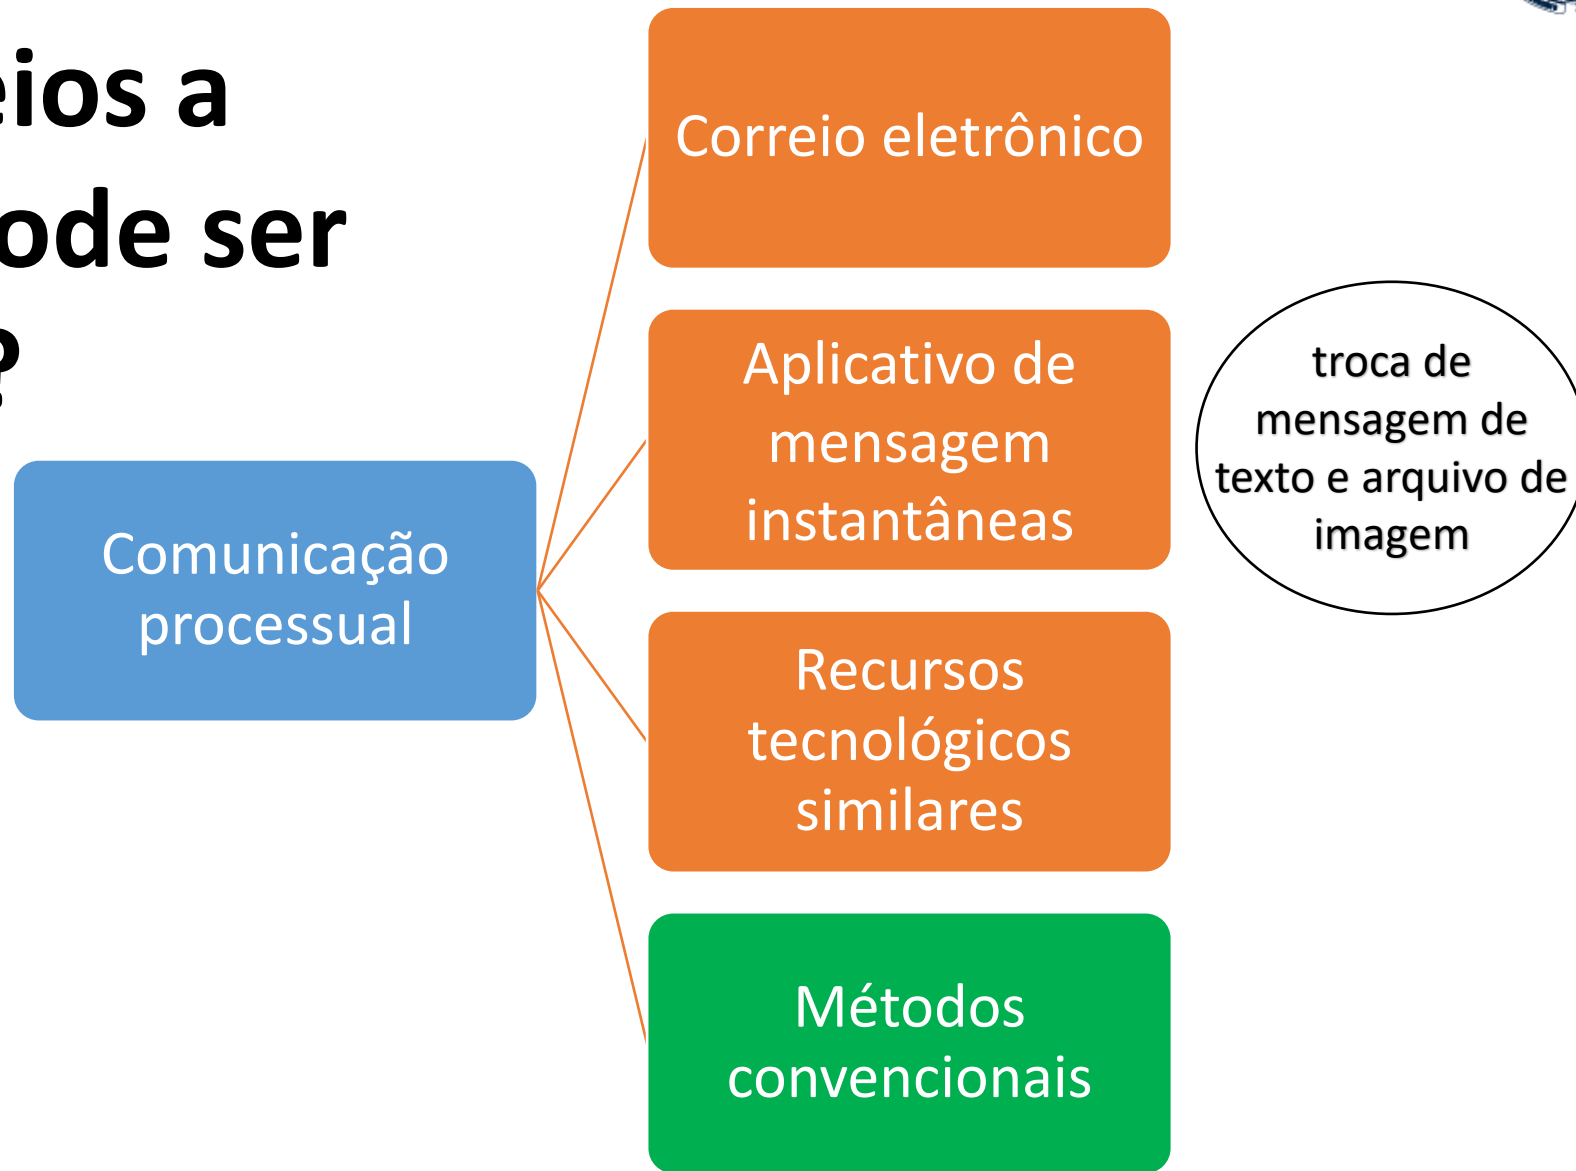 eios a
ode ser
?
Correio eletrônico
Aplicativo de
mensagem
instantâneas
troca de
mensagem de
texto e arquivo de
imagem
Comunicação
processual
Recursos
tecnológicos
similares
Métodos
convencionais